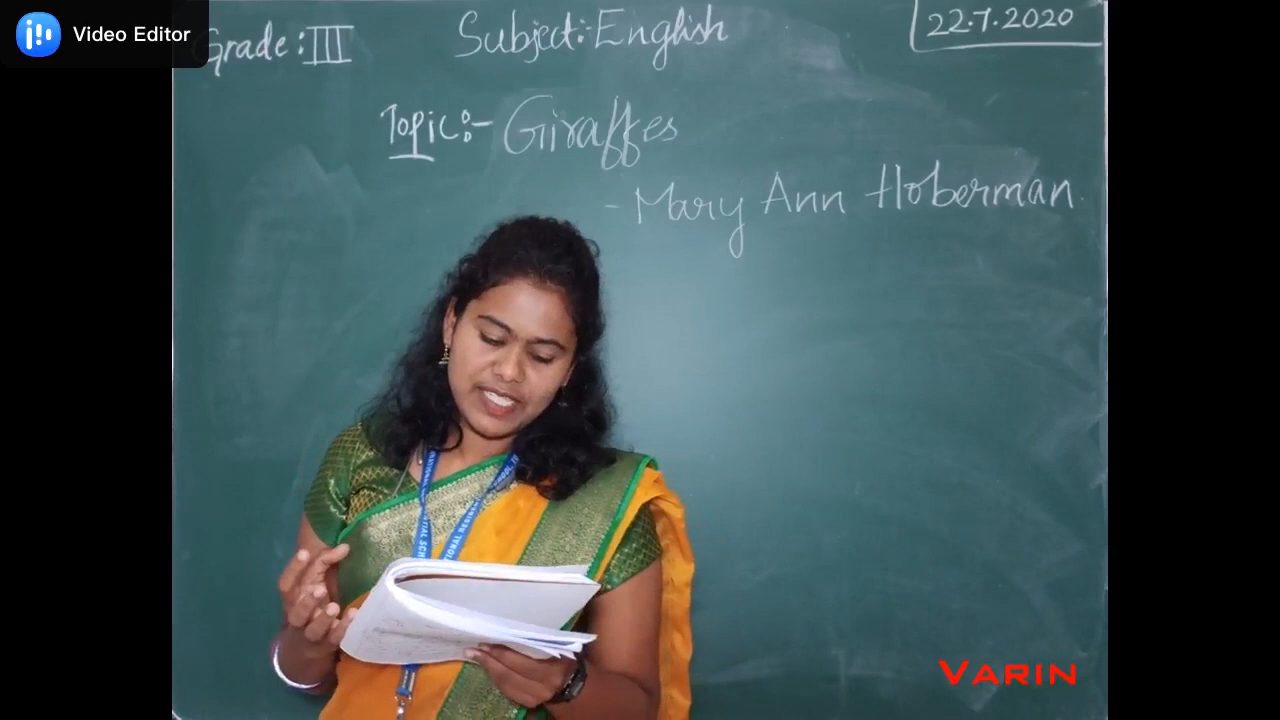 Video Editor
Grade: III
Subject: English
22.7.2020
Topic:- Giraffes
- Mary Ann Hoberman.
VARIN